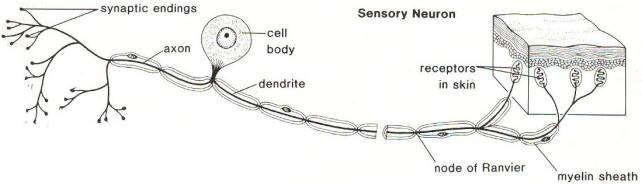 synaptic endings
Sensory Neuron
axon
cell
body
dendrite
receptors
in skin
node of Ranvier
myelin sheath